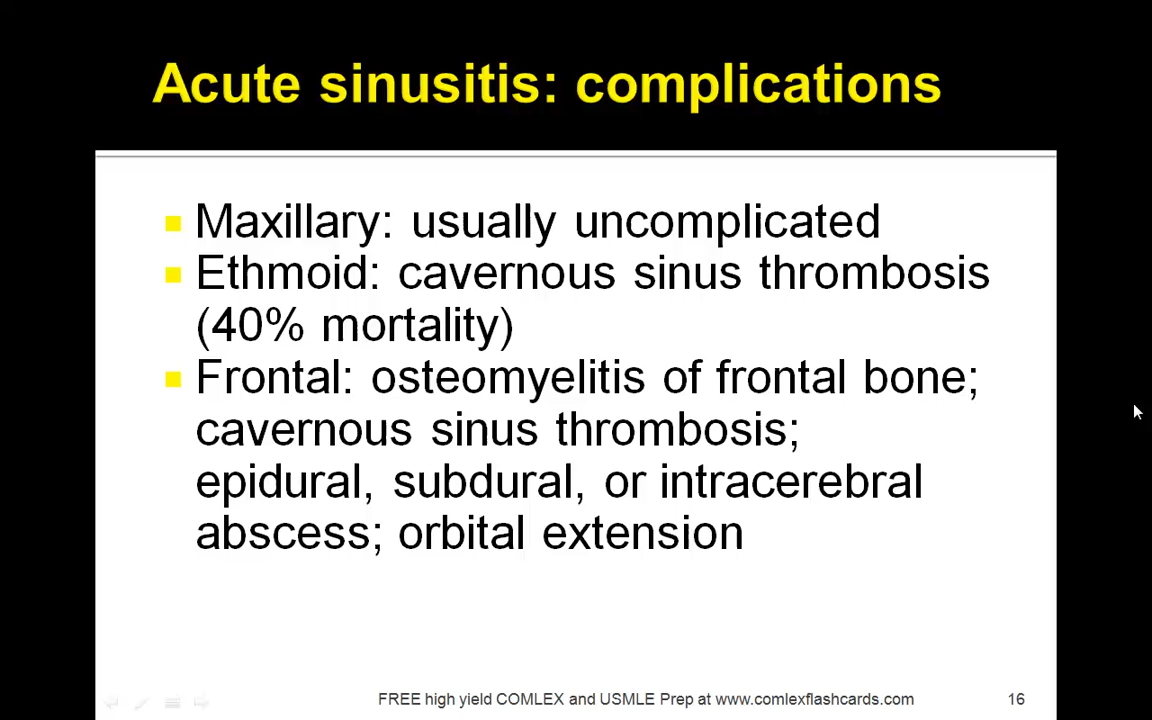 Acute sinusitis: complications
Maxillary: usually uncomplicated
Ethmoid: cavernous sinus thrombosis
(40% mortality)
Frontal: osteomyelitis of frontal bone;
cavernous sinus thrombosis;
epidural, subdural, or intracerebral
abscess; orbital extension
FREE high yield COMLEX and USMLE Prep at www.comlexflashcards.com 16